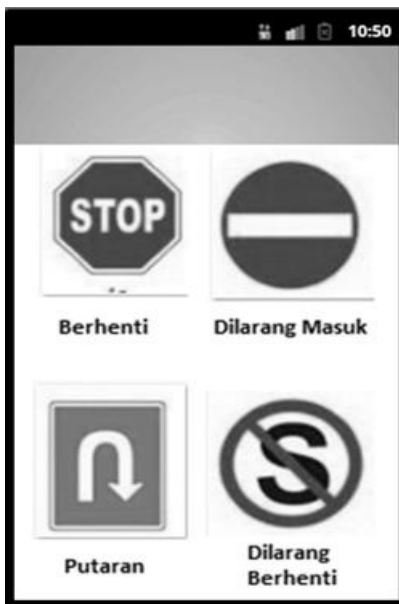 10:50
STOP
Berhenti
Dilarang Masuk
S
Putaran
Dilarang
Berhenti